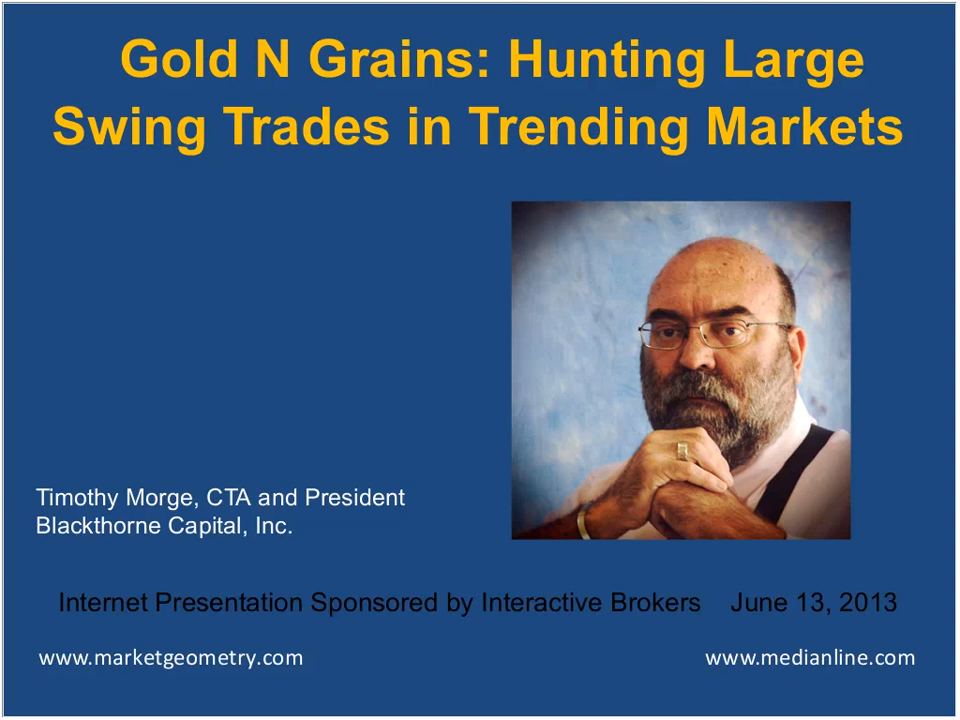 Gold N Grains: Hunting Large
Swing Trades in Trending Markets
Timothy Morge, CTA and President
Blackthorne Capital, Inc.
Internet Presentation Sponsored by Interactive Brokers June 13, 2013
www.marketgeometry.com
www.medianline.com